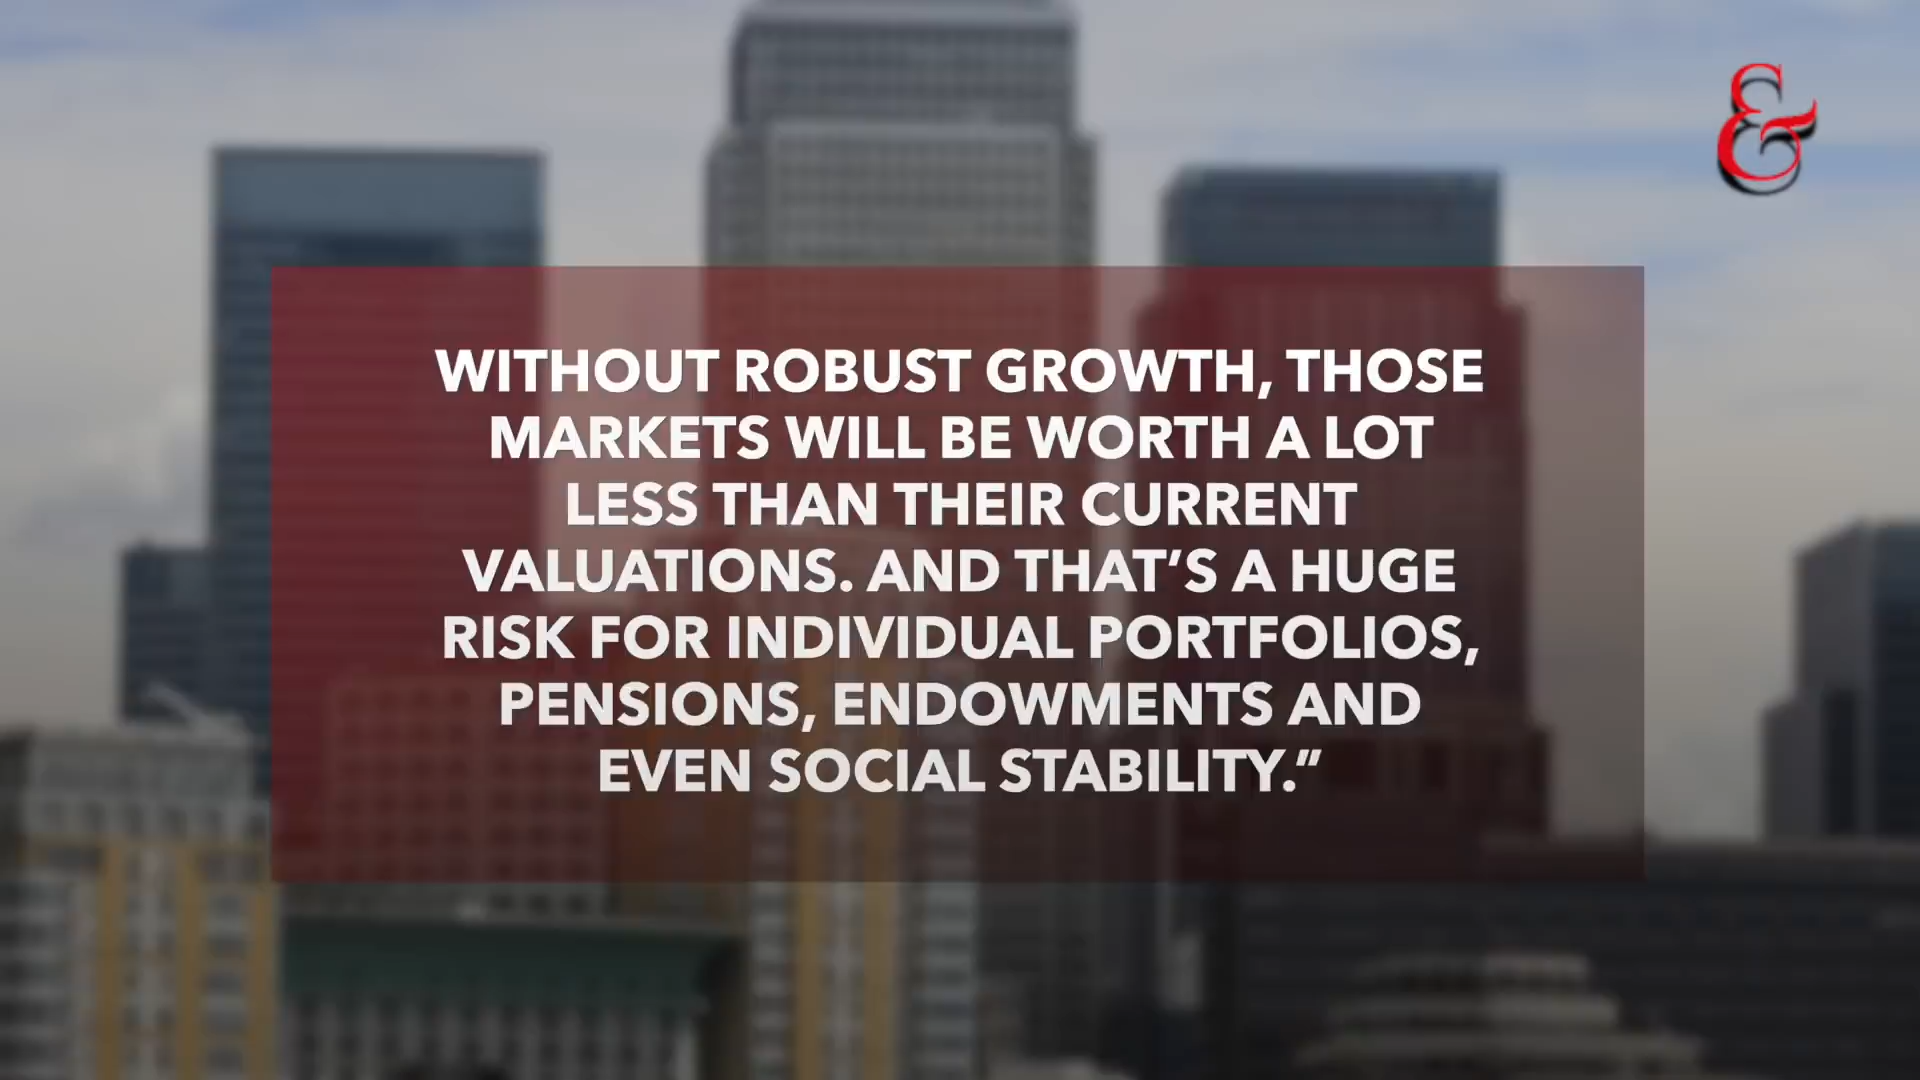 &
WITHOUT ROBUST GROWTH, THOSE
MARKETS WILL BE WORTH A LOT
LESS THAN THEIR CURRENT
VALUATIONS. AND THAT’S A HUGE
RISK FOR INDIVIDUAL PORTFOLIOS,
PENSIONS, ENDOWMENTS AND
EVEN SOCIAL STABILITY.”